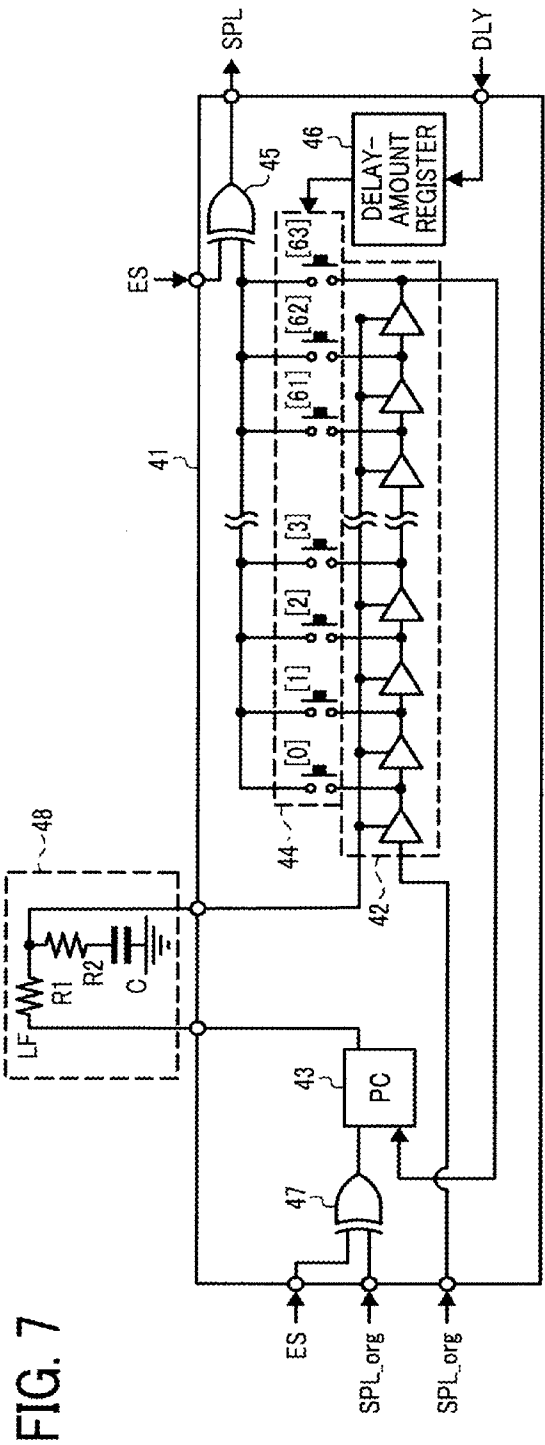 FIG. 7
LF
R1
R2
C
48
41
ES
SPL
45
46
DELAY-
AMOUNT
REGISTER
DLY
44
[0]
[1]
[2]
[3]
[61]
[62]
[63]
42
43
PC
47
ES
SPL_org
SPL_org